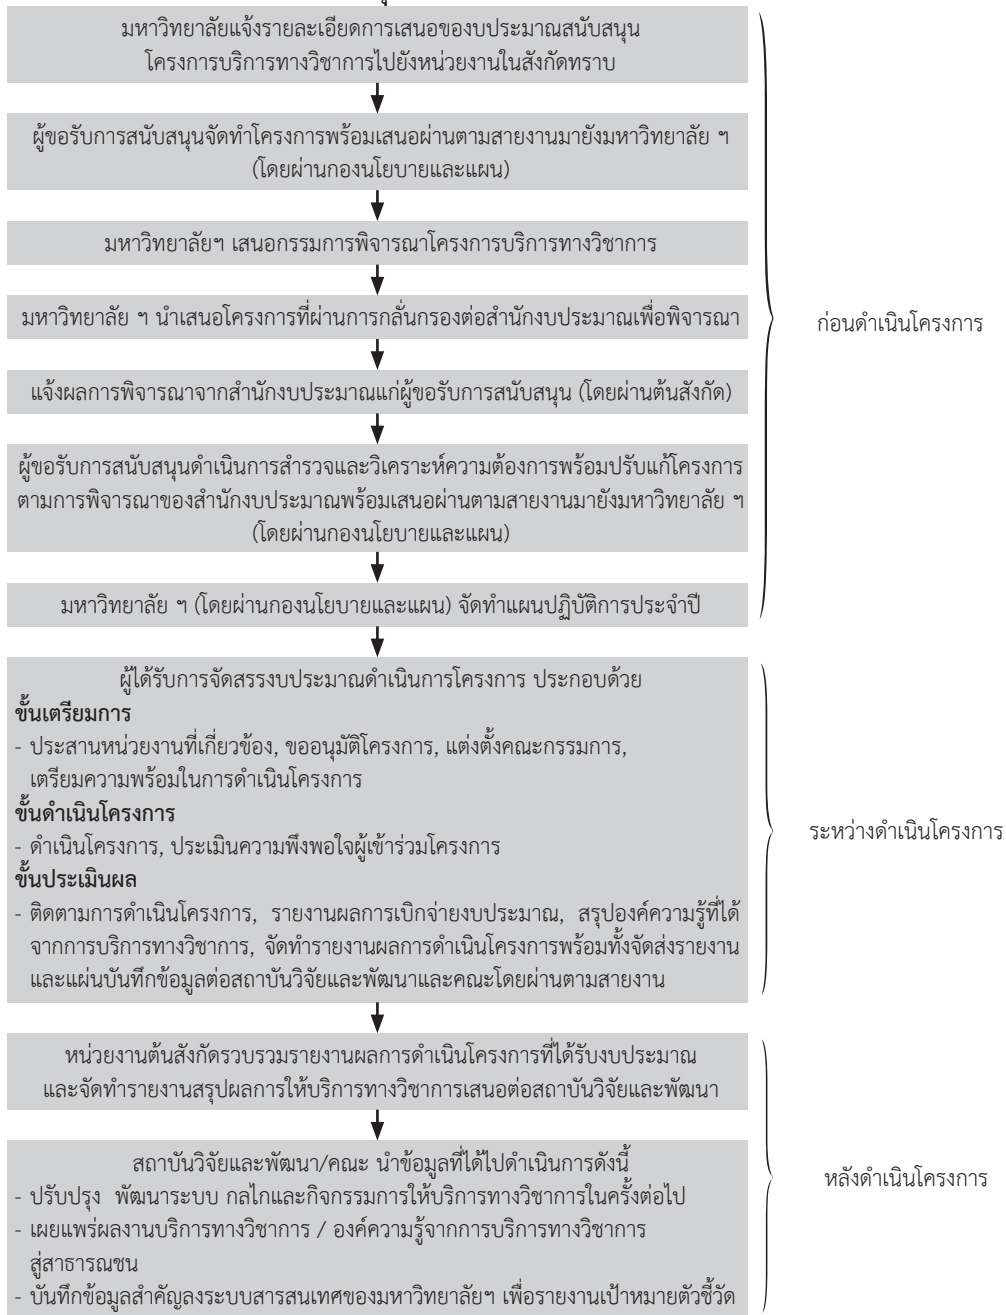 มหาวิทยาลัยแจ้งรายละเอียดการเสนอของบประมาณสนับสนุน
โครงการบริการทางวิชาการไปยังหน่วยงานในสังกัดทราบ
ผู้ขอรับการสนับสนุนจัดทำโครงการพร้อมเสนอผ่านตามสายงานมายังมหาวิทยาลัย ฯ
(โดยผ่านกองนโยบายและแผน)
มหาวิทยาลัยฯ เสนอกรรมการพิจารณาโครงการบริการทางวิชาการ
มหาวิทยาลัย ฯ นำเสนอโครงการที่ผ่านการกลั่นกรองต่อสำนักงบประมาณเพื่อพิจารณา
แจ้งผลการพิจารณาจากสำนักงบประมาณแก่ผู้ขอรับการสนับสนุน (โดยผ่านต้นสังกัด)
ผู้ขอรับการสนับสนุนดำเนินการสำรวจและวิเคราะห์ความต้องการพร้อมปรับแก้โครงการ
ตามการพิจารณาของสำนักงบประมาณพร้อมเสนอผ่านตามสายงานมายังมหาวิทยาลัย ฯ
(โดยผ่านกองนโยบายและแผน)
มหาวิทยาลัย ฯ (โดยผ่านกองนโยบายและแผน) จัดทำแผนปฏิบัติการประจำปี
ก่อนดำเนินโครงการ
ผู้ได้รับการจัดสรรงบประมาณดำเนินการโครงการ ประกอบด้วย
ขั้นเตรียมการ
- ประสานหน่วยงานที่เกี่ยวข้อง, ขออนุมัติโครงการ, แต่งตั้งคณะกรรมการ,
เตรียมความพร้อมในการดำเนินโครงการ
ขั้นดำเนินโครงการ
- ดำเนินโครงการ, ประเมินความพึงพอใจผู้เข้าร่วมโครงการ
ขั้นประเมินผล
- ติดตามการดำเนินโครงการ, รายงานผลการเบิกจ่ายงบประมาณ, สรุปองค์ความรู้ที่ได้
จากการบริการทางวิชาการ, จัดทำรายงานผลการดำเนินโครงการพร้อมทั้งจัดส่งรายงาน
และแผ่นบันทึกข้อมูลต่อสถาบันวิจัยและพัฒนาและคณะโดยผ่านตามสายงาน
ระหว่างดำเนินโครงการ
หน่วยงานต้นสังกัดรวบรวมรายงานผลการดำเนินโครงการที่ได้รับงบประมาณ
และจัดทำรายงานสรุปผลการให้บริการทางวิชาการเสนอต่อสถาบันวิจัยและพัฒนา
สถาบันวิจัยและพัฒนา/คณะ นำข้อมูลที่ได้ไปดำเนินการดังนี้
- ปรับปรุง พัฒนาระบบ กลไกและกิจกรรมการให้บริการทางวิชาการในครั้งต่อไป
- เผยแพร่ผลงานบริการทางวิชาการ / องค์ความรู้จากการบริการทางวิชาการ
สู่สาธารณชน
- บันทึกข้อมูลสำคัญลงระบบสารสนเทศของมหาวิทยาลัยฯ เพื่อรายงานเป้าหมายตัวชี้วัด
หลังดำเนินโครงการ